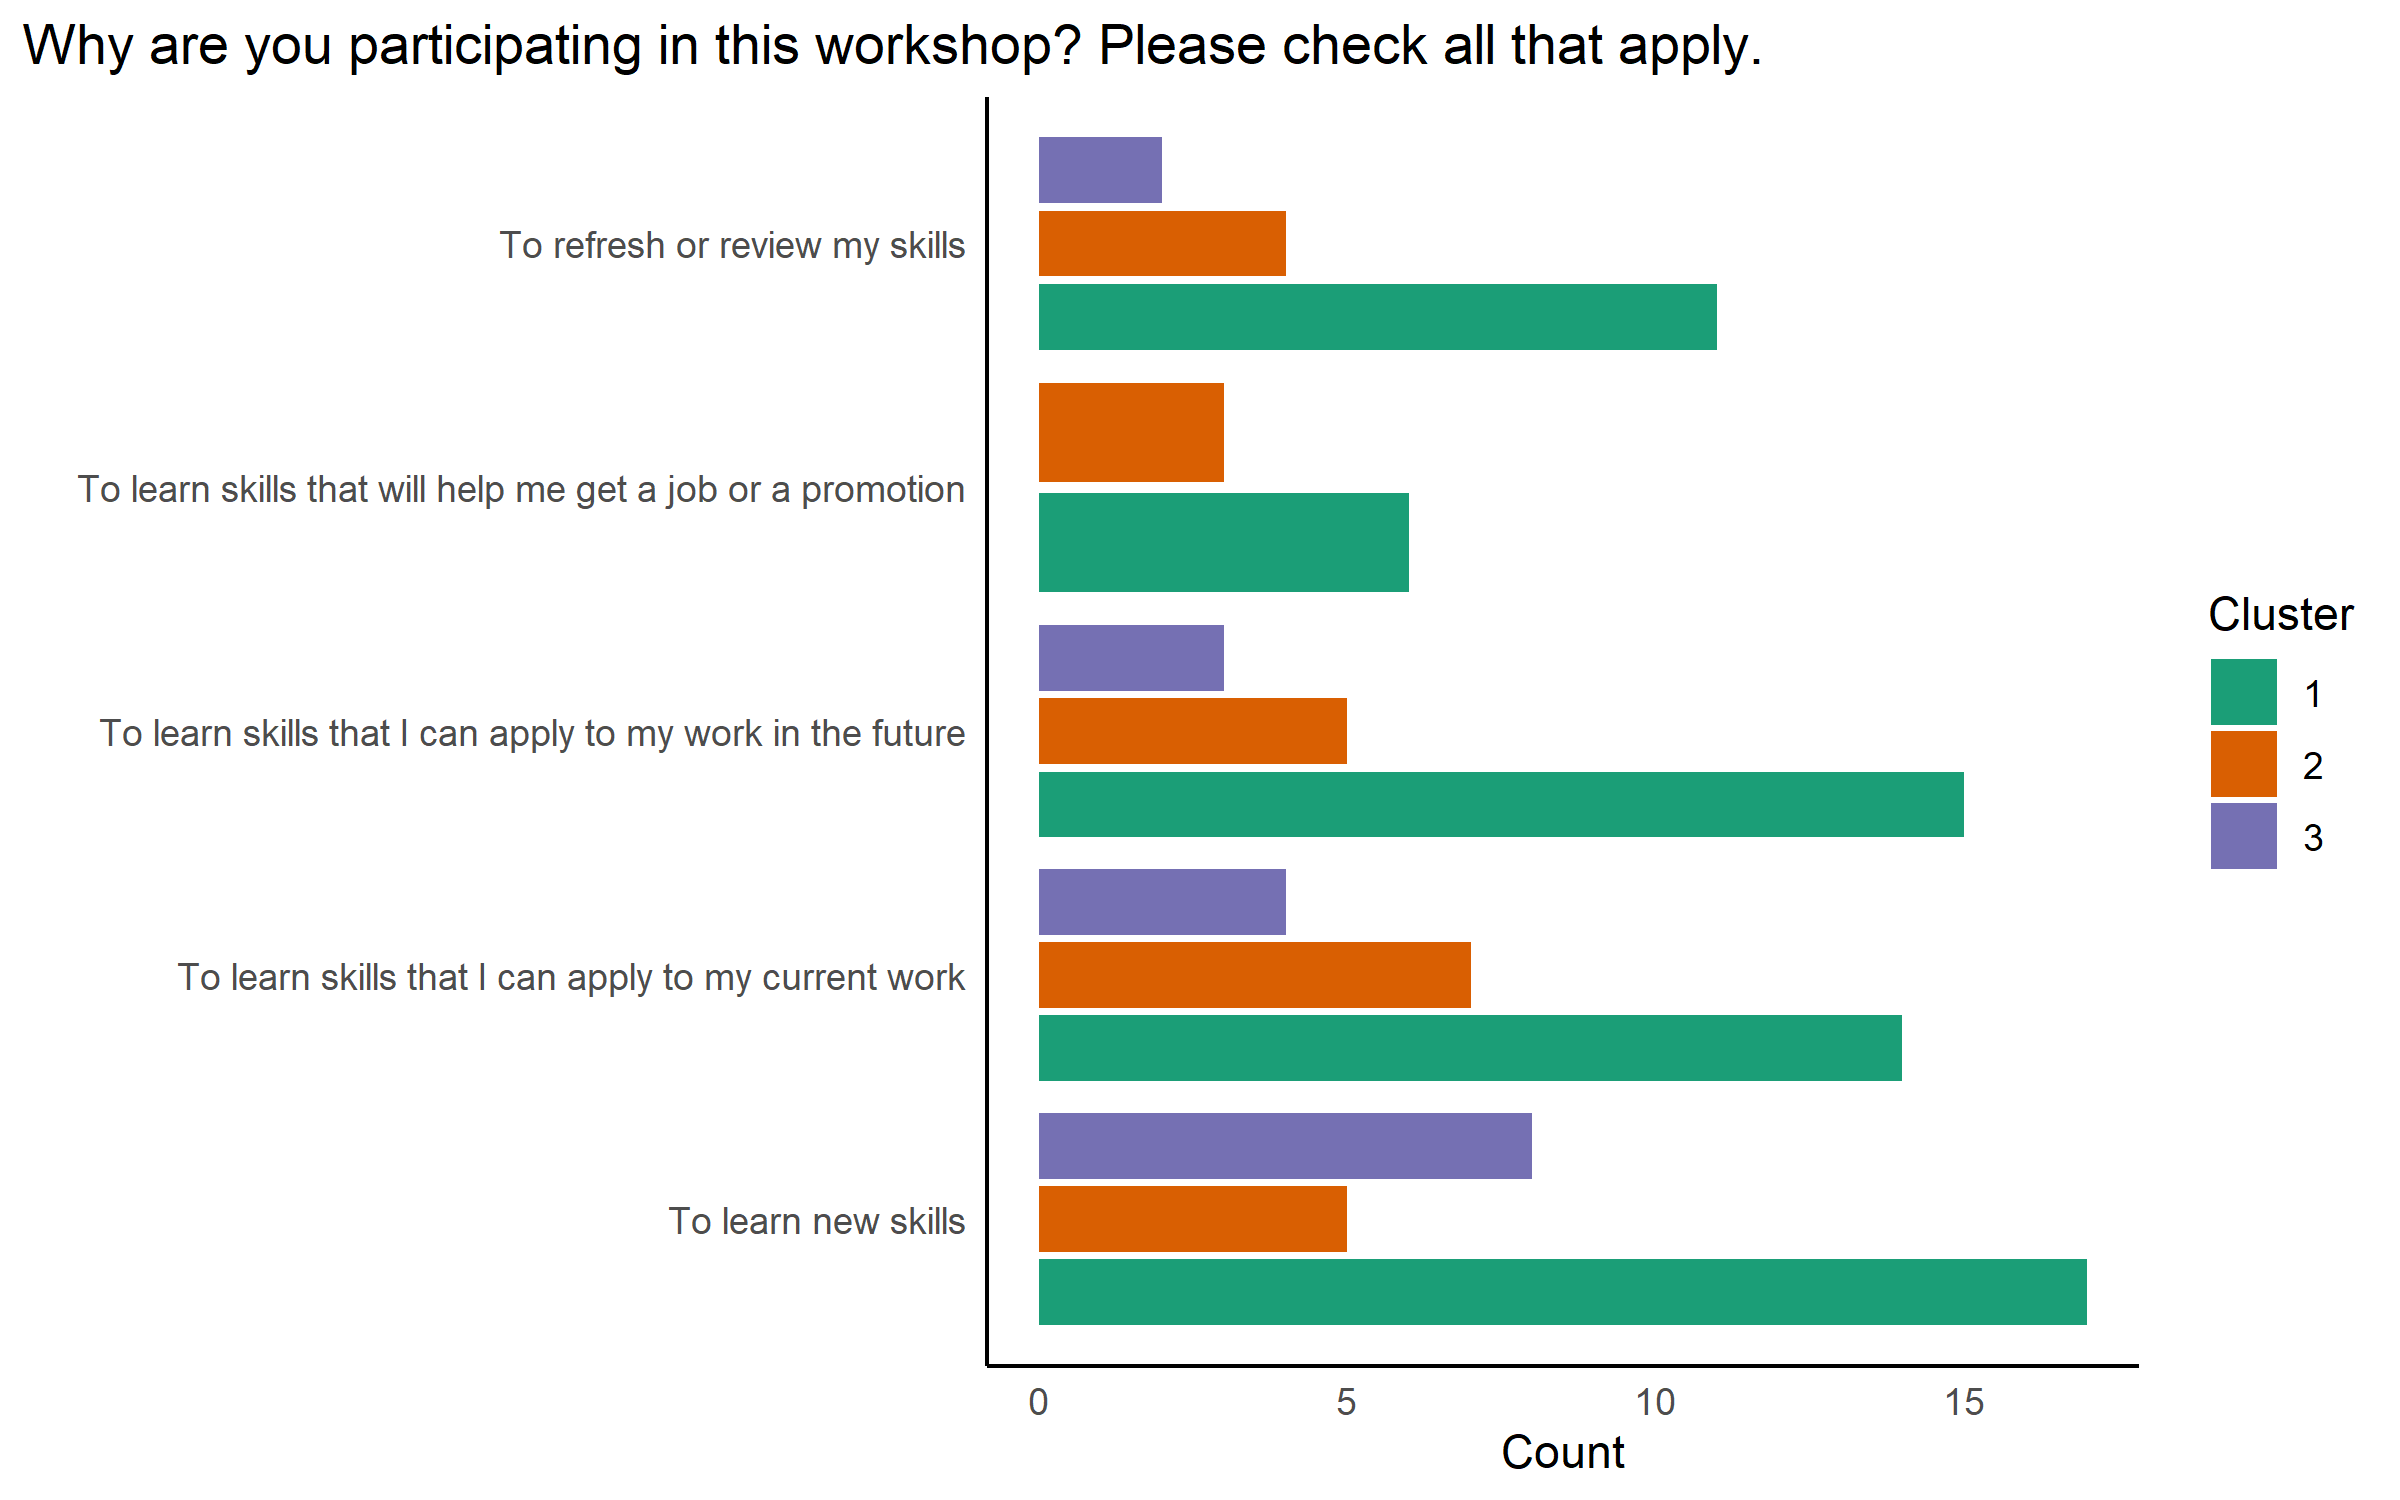 Why are you participating in this workshop? Please check all that apply.
To refresh or review my skills
To learn skills that will help me get a job or a promotion
To learn skills that I can apply to my work in the future
To learn skills that I can apply to my current work
To learn new skills
0 5 10 15
Count
Cluster
1
2
3